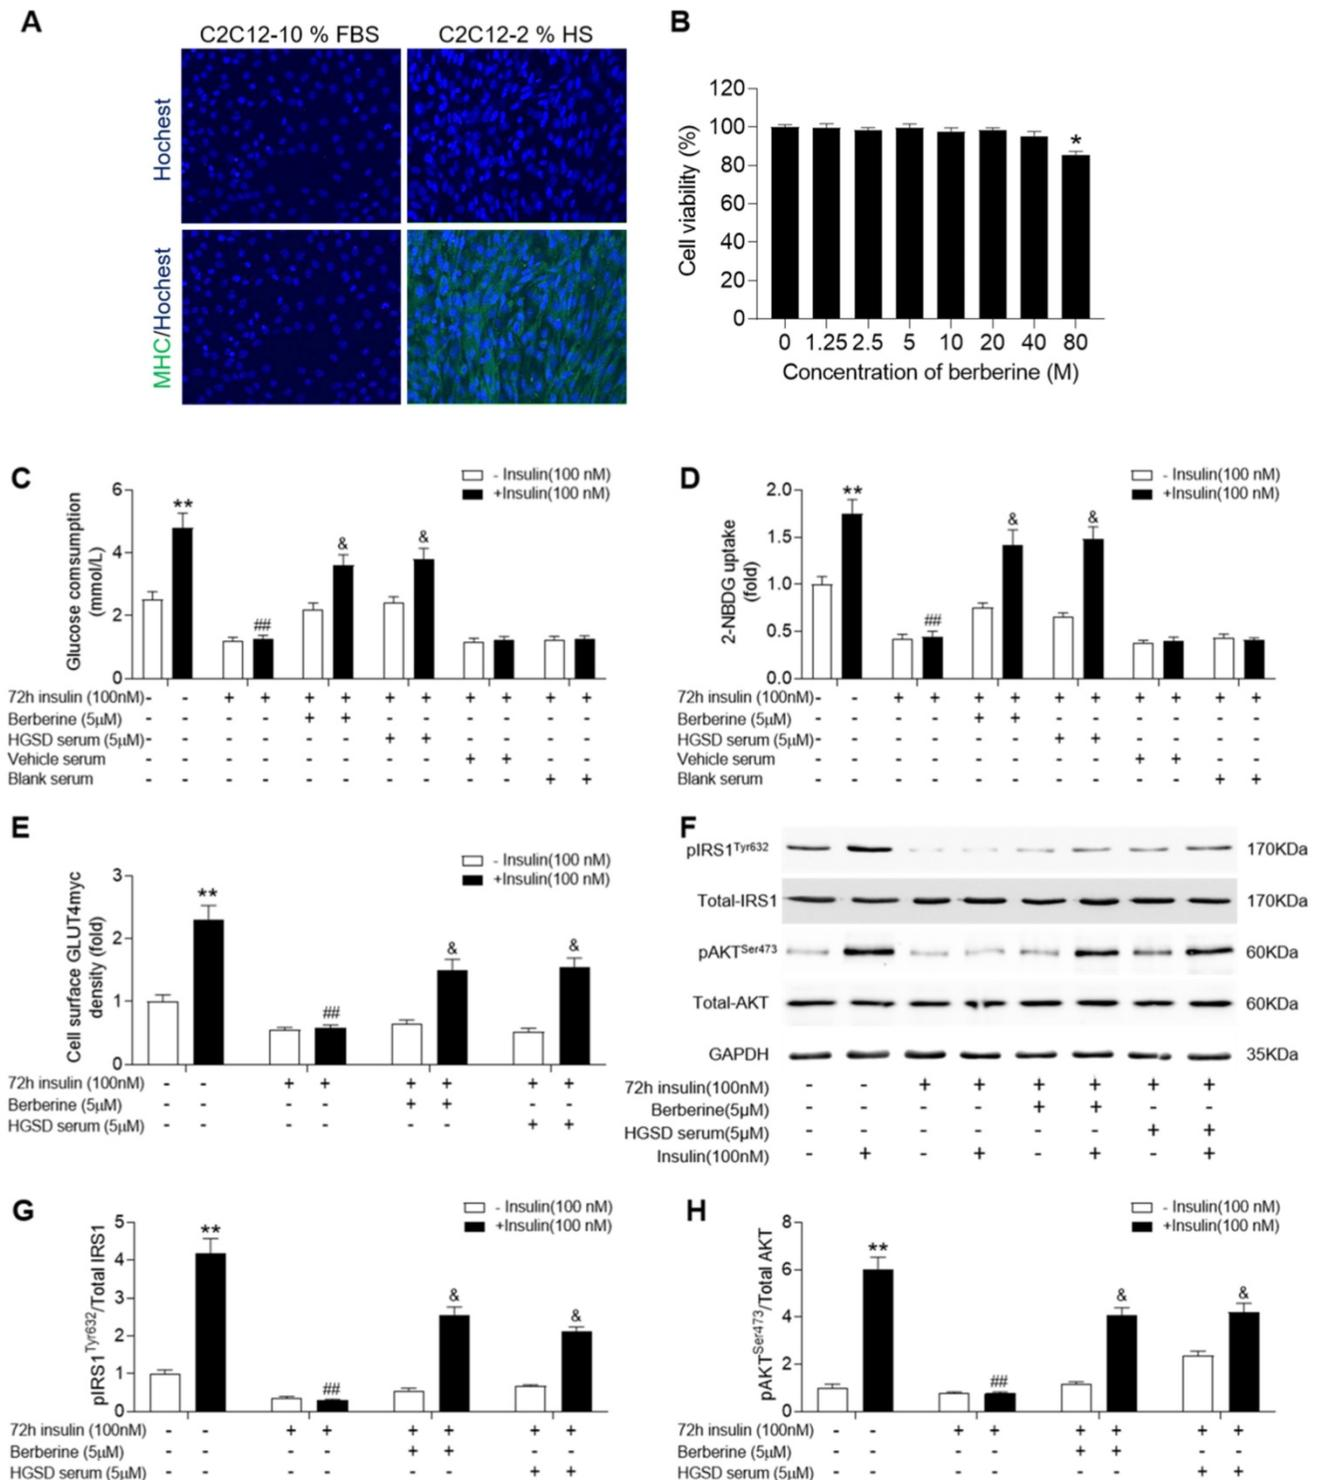 A
C2C12-10 % FBS
C2C12-2 % HS
Hochest
MHC/Hochest
B
Cell viability (%)
120
100
80
60
40
20
0
*
0 1.25 2.5 5 10 20 40 80
Concentration of berberine (M)
C
- Insulin(100 nM)
+Insulin(100 nM)
Glucose comsumption
(mmol/L)
6
4
2
0
** ## & &
72h insulin (100nM) - - + + + + + + + + + +
Berberine (5μM) - - - - + + - - - - - -
HGSD serum (5μM) - - - - - - + + - - - -
Vehicle serum - - - - - - - - + + - -
Blank serum - - - - - - - - - - + +
D
- Insulin(100 nM)
+Insulin(100 nM)
2-NBDG uptake
(fold)
2.0
1.5
1.0
0.5
0.0
** ## & &
72h insulin (100nM) - - + + + + + + + + + +
Berberine (5μM) - - - - + + - - - - - -
HGSD serum (5μM) - - - - - - + + - - - -
Vehicle serum - - - - - - - - + + - -
Blank serum - - - - - - - - - - + +
E
- Insulin(100 nM)
+Insulin(100 nM)
Cell surface GLUT4myc
density (fold)
3
2
1
0
** ## & &
72h insulin (100nM) - - + + + + + +
Berberine (5μM) - - - - + + - -
HGSD serum (5μM) - - - - - - + +
F
pIRS1Tyr632 170KDa
Total-IRS1 170KDa
pAKTSer473 60KDa
Total-AKT 60KDa
GAPDH 35KDa
72h insulin(100nM) - - + + + + + +
Berberine(5μM) - - - - + + - -
HGSD serum(5μM) - - - - - - + +
Insulin(100nM) - + - + - + - +
G
- Insulin(100 nM)
+Insulin(100 nM)
pIRS1Tyr632/Total IRS1
5
4
3
2
1
0
** ## & &
72h insulin (100nM) - - + + + + + +
Berberine (5μM) - - - - + + - -
HGSD serum (5μM) - - - - - - + +
H
- Insulin(100 nM)
+Insulin(100 nM)
pAKTSer473/Total AKT
8
6
4
2
0
** ## & &
72h insulin (100nM) - - + + + + + +
Berberine (5μM) - - - - + + - -
HGSD serum (5μM) - - - - - - + +